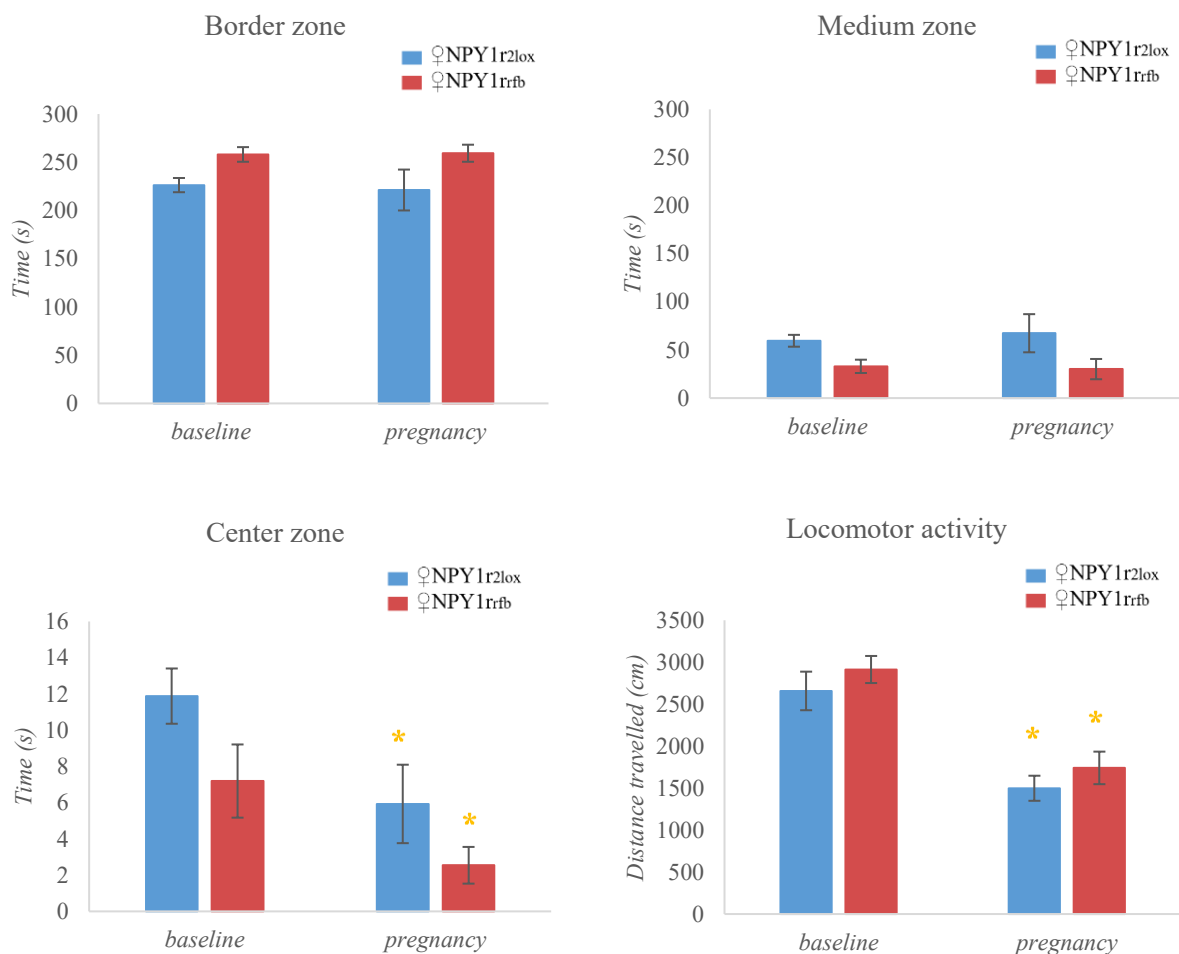 Border zone
♀NPY1r2lox
♀NPY1rrfb
300
250
200
150
100
50
0
Time (s)
baseline pregnancy
Medium zone
♀NPY1r2lox
♀NPY1rrfb
300
250
200
150
100
50
0
Time (s)
baseline pregnancy
Center zone
♀NPY1r2lox
♀NPY1rrfb
16
14
12
10
8
6
4
2
0
Time (s)
*
*
baseline pregnancy
Locomotor activity
♀NPY1r2lox
♀NPY1rrfb
3500
3000
2500
2000
1500
1000
500
0
Distance travelled (cm)
*
*
baseline pregnancy